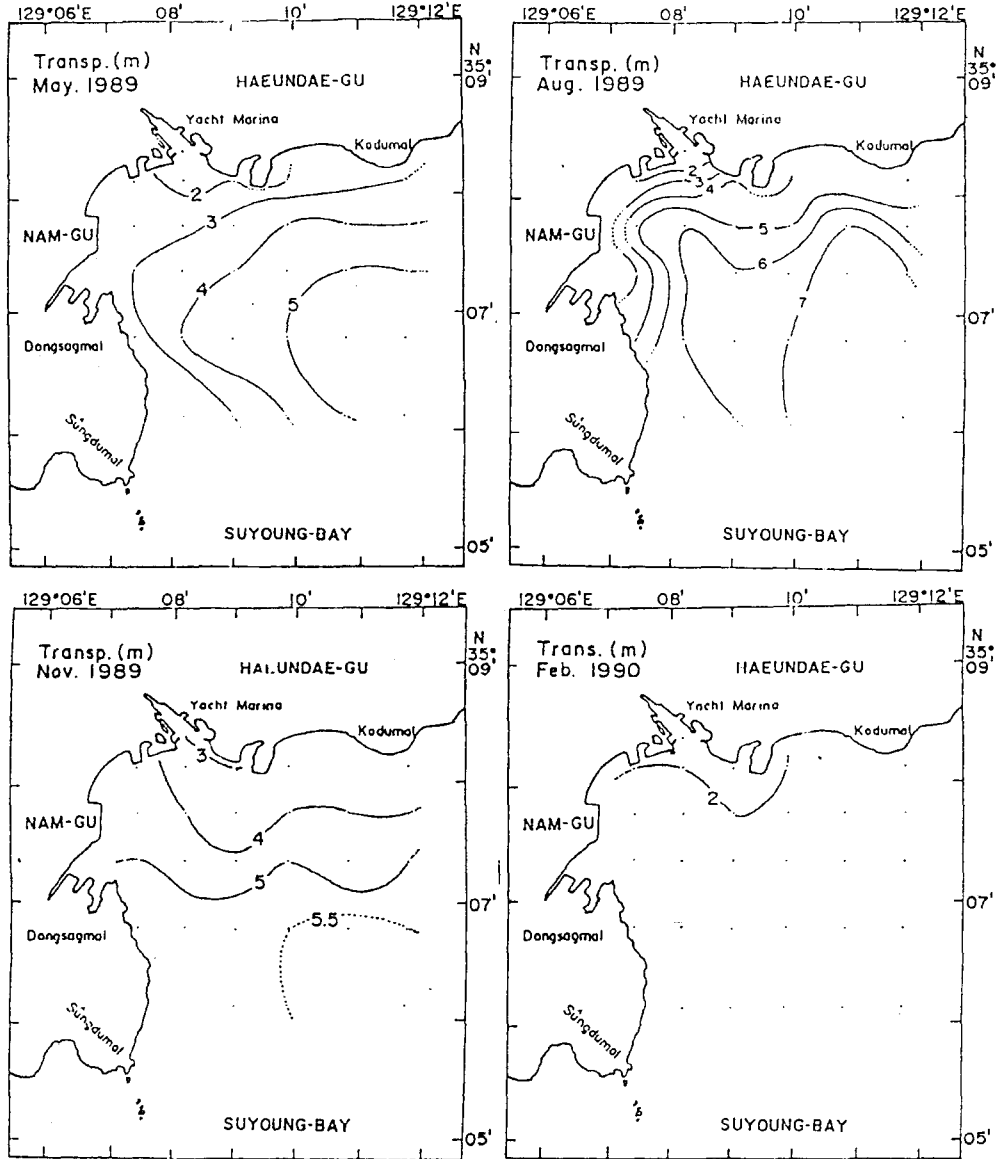 129°06'E 08' 10' 129°12'E
Transp. (m)
May. 1989
HAEUNDAE-GU
N
35°
09'
Yacht Marina
Kadumal
2
3
NAM-GU
4
5
07'
Dongsagmal
Sungdumal
SUYOUNG-BAY
05'
129°06'E 08' 10' 129°12'E
Transp. (m)
Aug. 1989
HAEUNDAE-GU
N
35°
09'
Yacht Marina
Kadumal
2
3
4
NAM-GU
5
6
7
07'
Dongsagmal
Sungdumal
SUYOUNG-BAY
05'
129°06'E 08' 10' 129°12'E
Transp. (m)
Nov. 1989
HAEUNDAE-GU
N
35°
09'
Yacht Marina
Kadumal
3
NAM-GU
4
5
07'
5.5
Dongsagmal
Sungdumal
SUYOUNG-BAY
05'
129°06'E 08' 10' 129°12'E
Trans. (m)
Feb. 1990
HAEUNDAE-GU
N
35°
09'
Yacht Marina
Kadumal
2
NAM-GU
07'
Dongsagmal
Sungdumal
SUYOUNG-BAY
05'